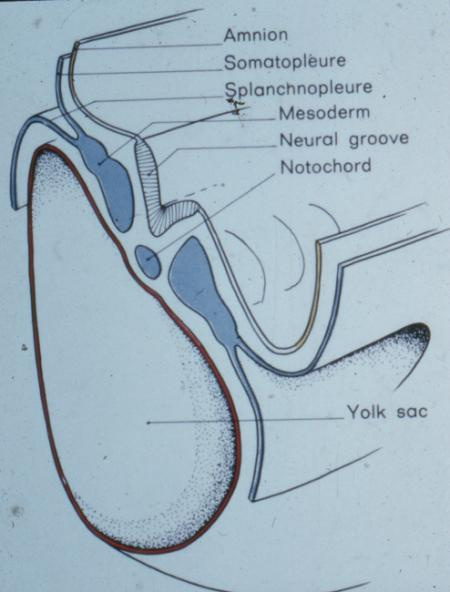 Amnion
Somatopleure
Splanchnopleure
Mesoderm
Neural groove
Notochord
Yolk sac